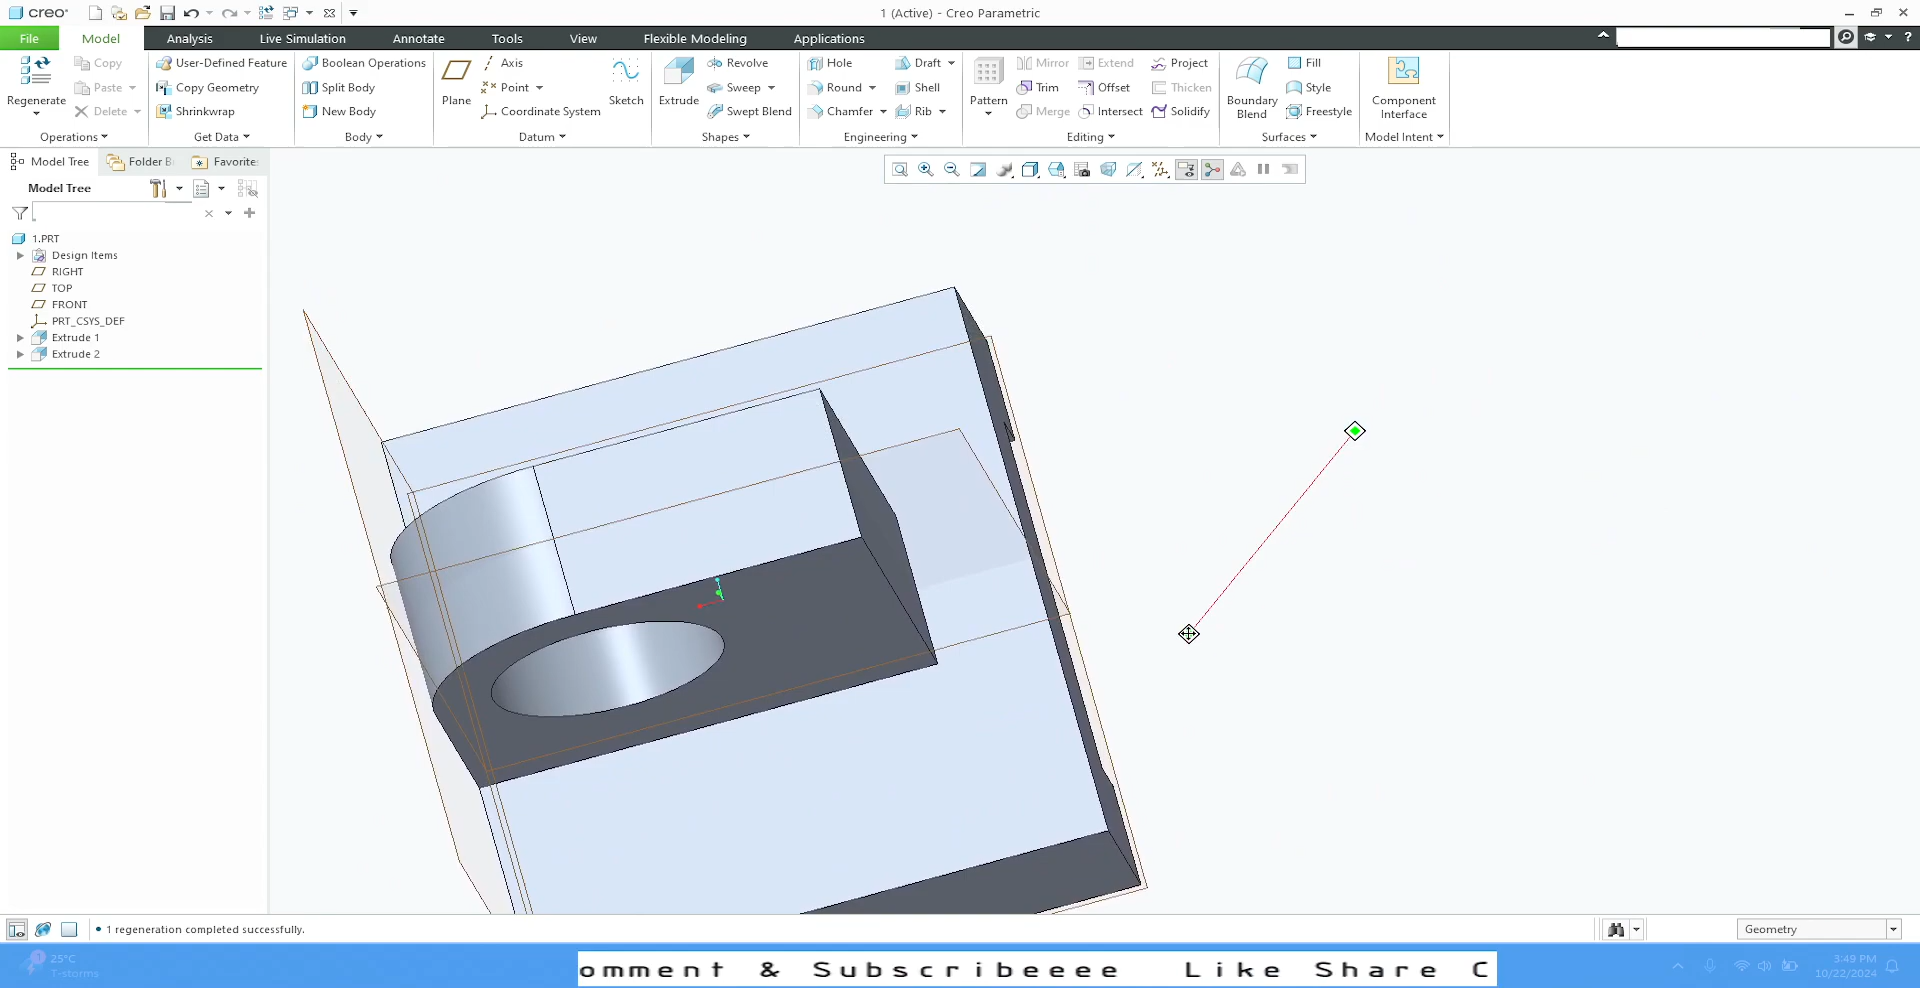 creo
1 (Active) - Creo Parametric
File Model Analysis Live Simulation Annotate Tools View Flexible Modeling Applications
Regenerate
Copy
Paste
Delete
Operations
User-Defined Feature
Copy Geometry
Shrinkwrap
Get Data
Boolean Operations
Split Body
New Body
Body
Plane
Axis
Point
Coordinate System
Sketch
Datum
Extrude
Revolve
Sweep
Swept Blend
Shapes
Hole
Round
Chamfer
Draft
Shell
Rib
Engineering
Pattern
Mirror
Trim
Merge
Extend
Offset
Intersect
Project
Thicken
Solidify
Editing
Boundary Blend
Fill
Style
Freestyle
Surfaces
Component Interface
Model Intent
Model Tree Folder B Favorite
Model Tree
1.PRT
Design Items
RIGHT
TOP
FRONT
PRT_CSYS_DEF
Extrude 1
Extrude 2
1 regeneration completed successfully.
Geometry
1
25°C
T-storms
omment & Subscribeeee Like Share C
3:49 PM
10/22/2024